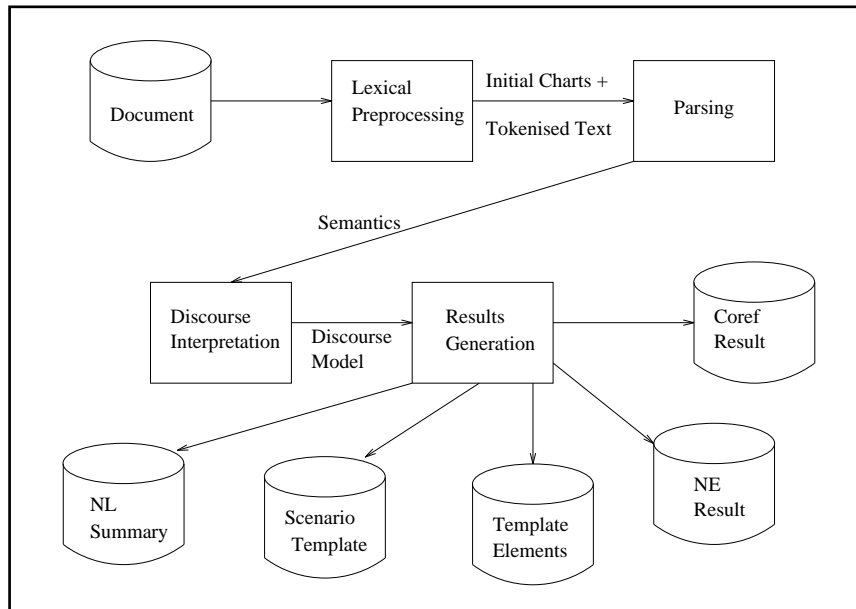 Document
Lexical
Preprocessing
Initial Charts +
Tokenised Text
Parsing
Semantics
Discourse
Interpretation
Discourse
Model
Results
Generation
Coref
Result
NL
Summary
Scenario
Template
Template
Elements
NE
Result